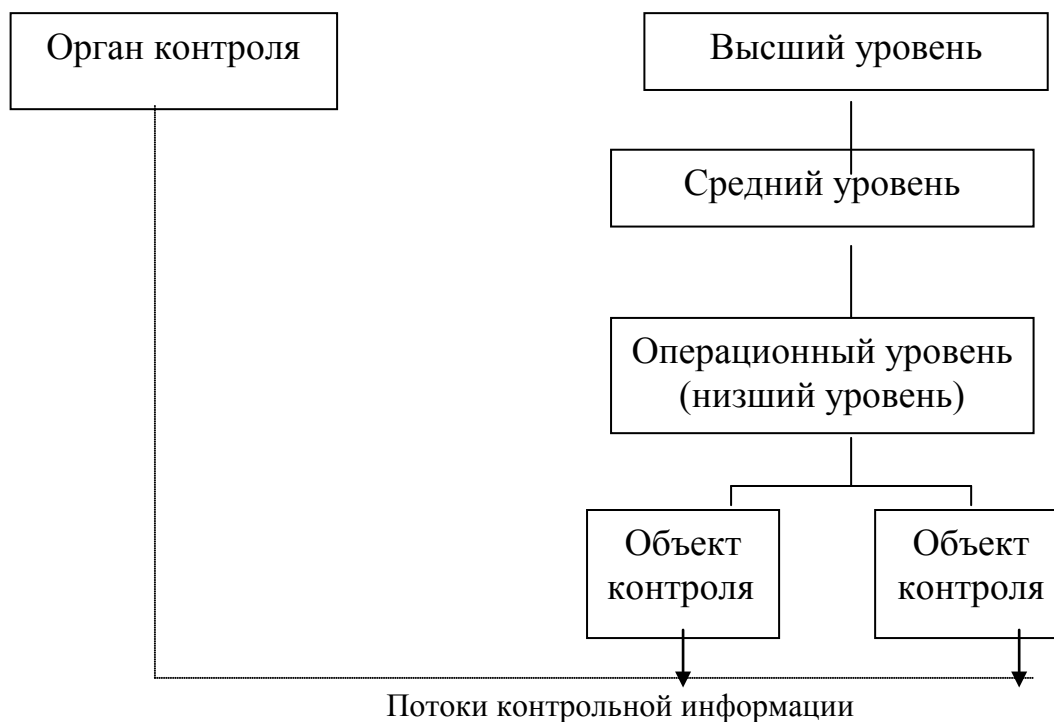 Орган контроля
Высший уровень
Средний уровень
Операционный уровень
(низший уровень)
Объект
контроля
Объект
контроля
Потоки контрольной информации